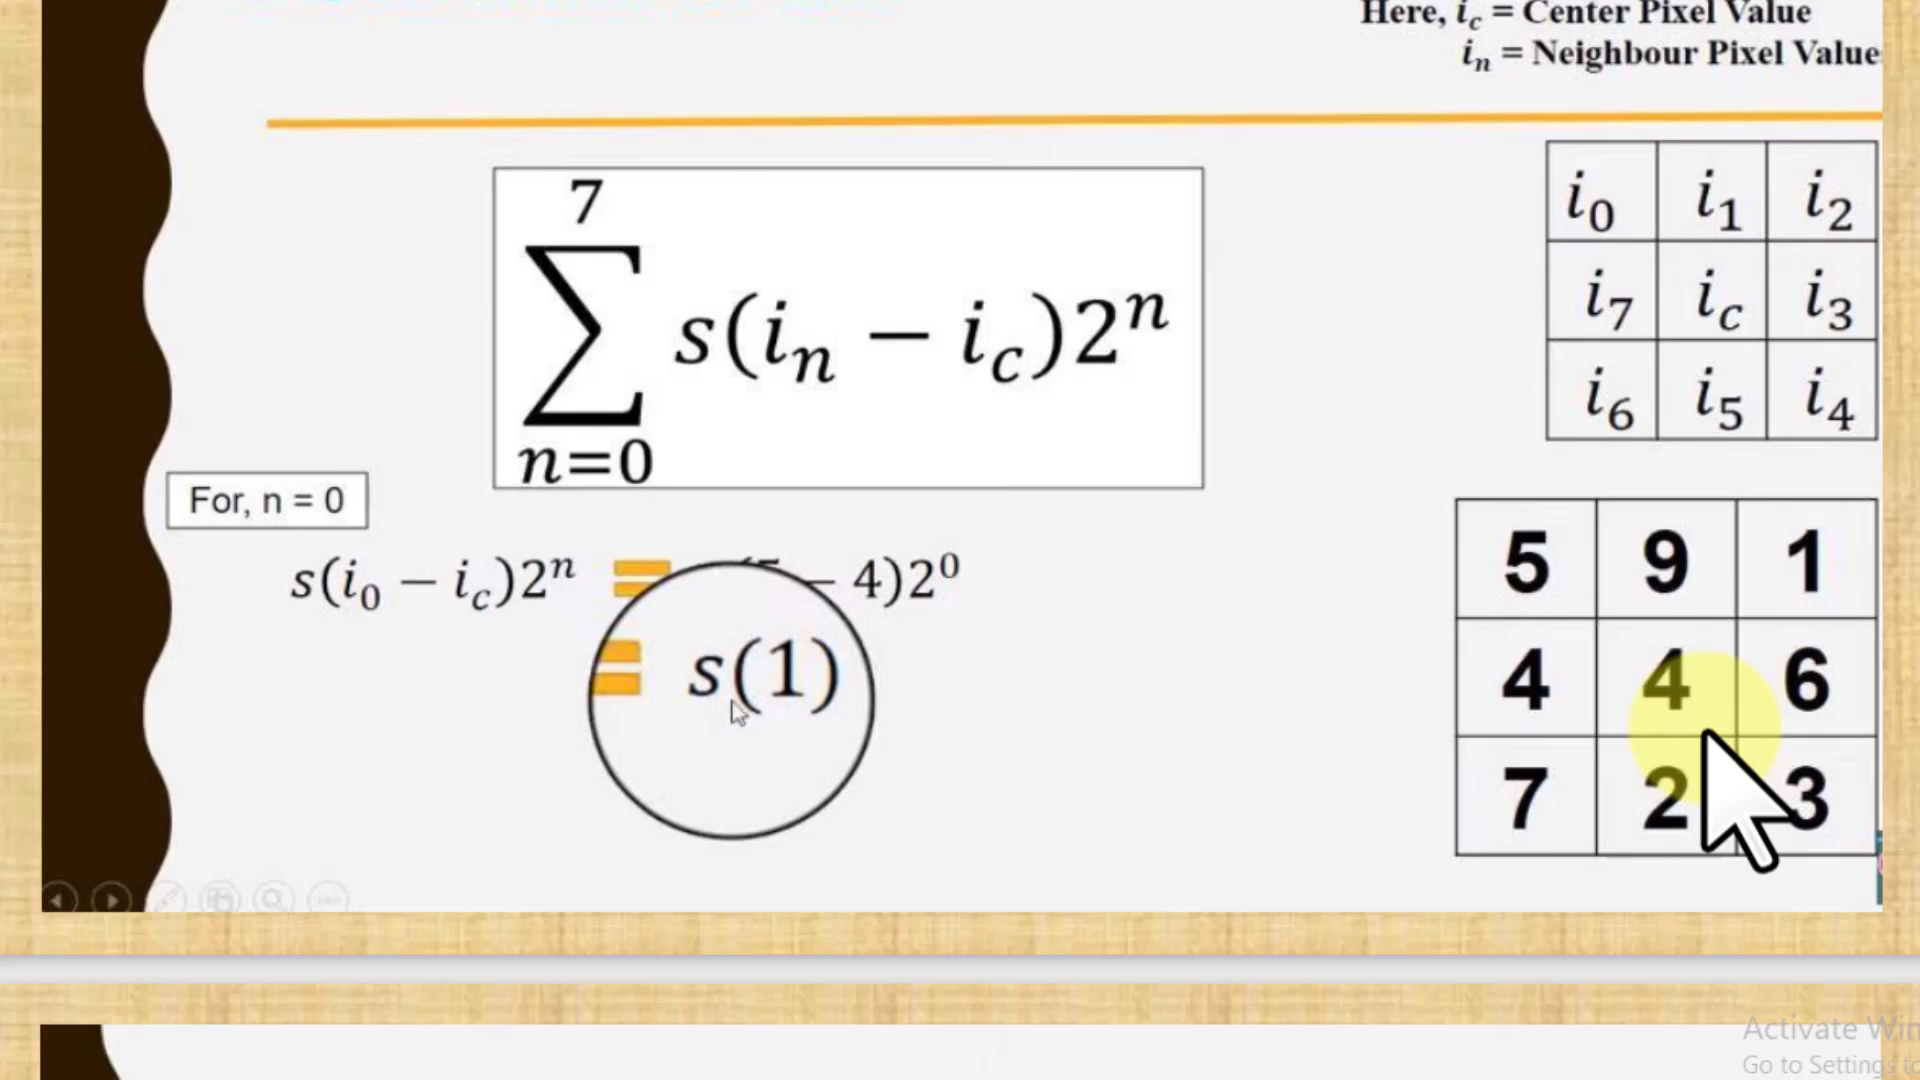 Here, i_c = Center Pixel Value
i_n = Neighbour Pixel Value
7
∑ s(i_n − i_c)2^n
n=0
i_0 i_1 i_2
i_7 i_c i_3
i_6 i_5 i_4
For, n = 0
s(i_0 − i_c)2^n = − 4)2^0
= s(1)
5 9 1
4 4 6
7 2 3
Activate Win
Go to Settings to